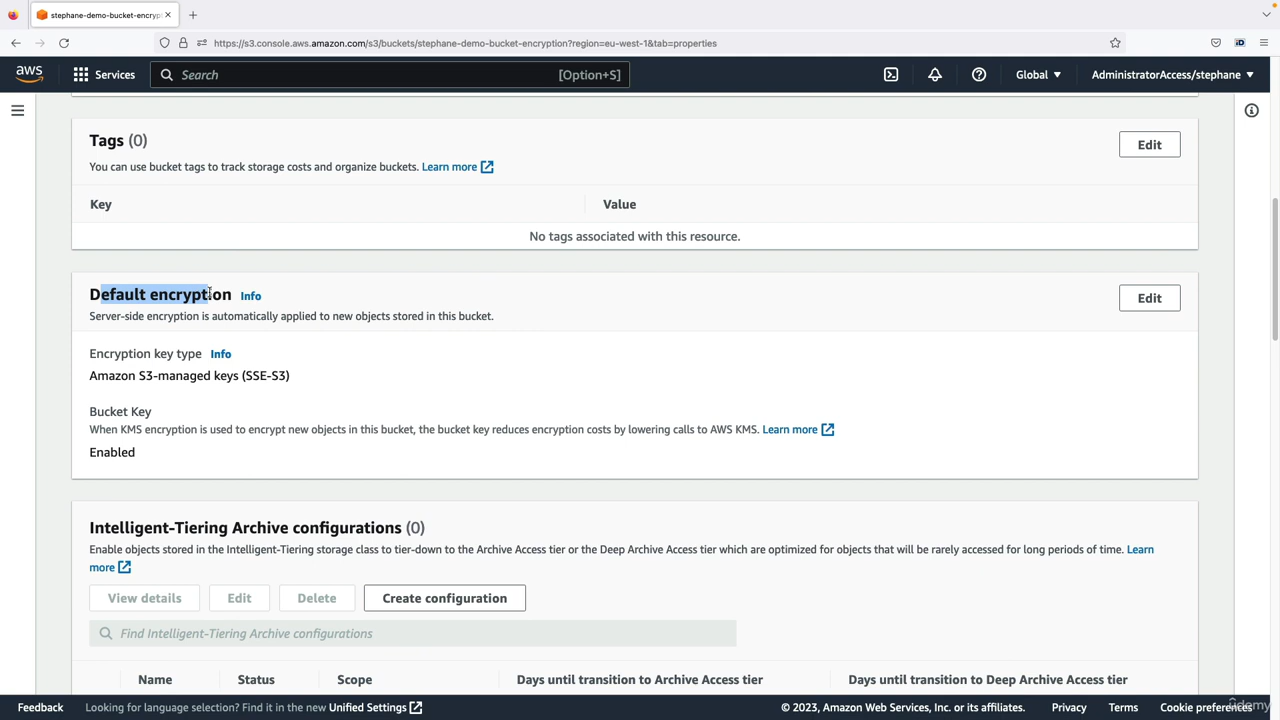 stephane-demo-bucket-encryp
https://s3.console.aws.amazon.com/s3/buckets/stephane-demo-bucket-encryption?region=eu-west-1&tab=properties
aws
Services
Search
[Option+S]
Global
AdministratorAccess/stephane
Tags (0)
Edit
You can use bucket tags to track storage costs and organize buckets. Learn more
Key
Value
No tags associated with this resource.
Default encryption Info
Edit
Server-side encryption is automatically applied to new objects stored in this bucket.
Encryption key type Info
Amazon S3-managed keys (SSE-S3)
Bucket Key
When KMS encryption is used to encrypt new objects in this bucket, the bucket key reduces encryption costs by lowering calls to AWS KMS. Learn more
Enabled
Intelligent-Tiering Archive configurations (0)
Enable objects stored in the Intelligent-Tiering storage class to tier-down to the Archive Access tier or the Deep Archive Access tier which are optimized for objects that will be rarely accessed for long periods of time. Learn
more
View details
Edit
Delete
Create configuration
Find Intelligent-Tiering Archive configurations
Name
Status
Scope
Days until transition to Archive Access tier
Days until transition to Deep Archive Access tier
Feedback
Looking for language selection? Find it in the new Unified Settings
© 2023, Amazon Web Services, Inc. or its affiliates.
Privacy
Terms
Cookie preferences
udemy